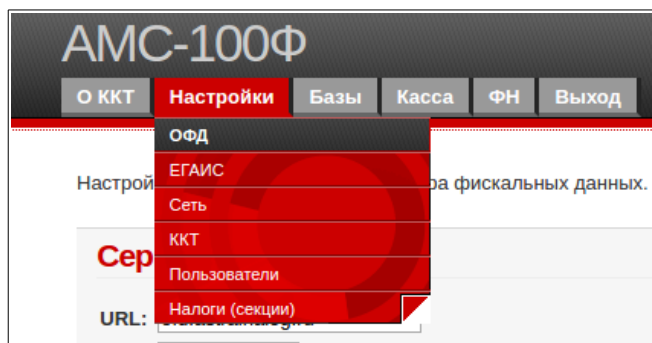 АМС-100Ф
О ККТ Настройки Базы Касса ФН Выход
ОФД
ЕГАИС
Настрой ра фискальных данных.
Сеть
ККТ
Сер
Пользователи
Налоги (секции)
URL: